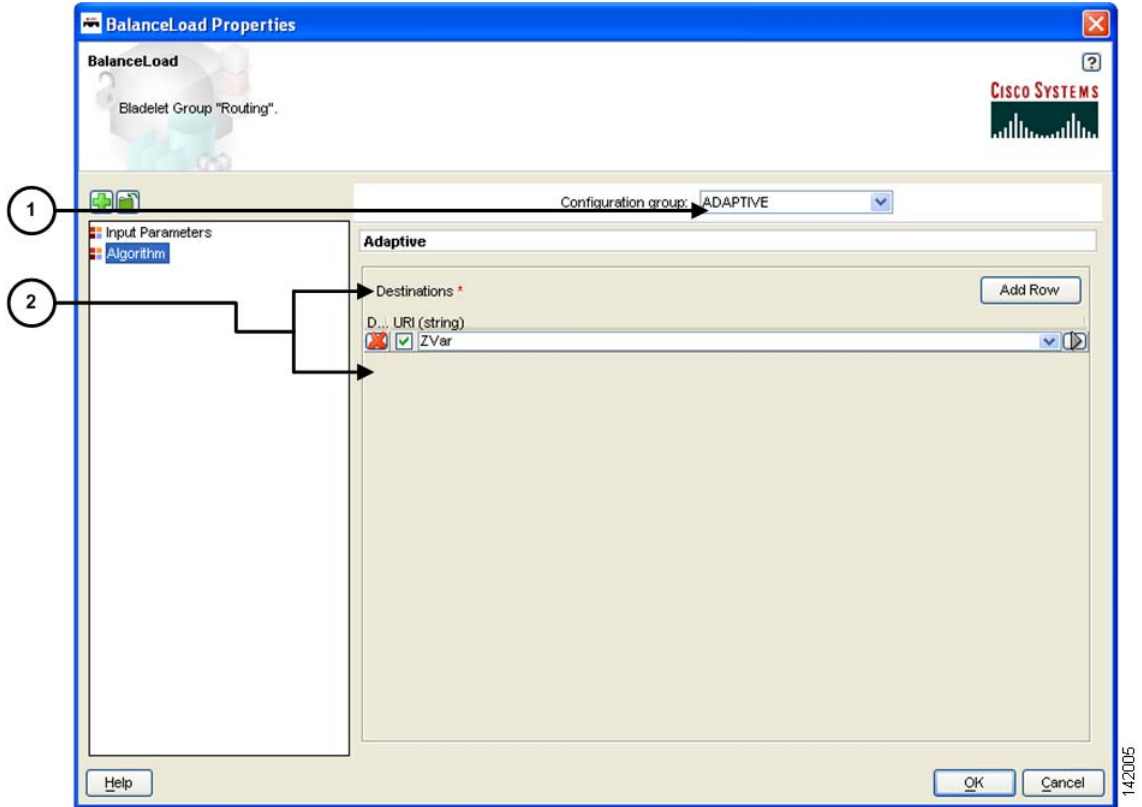 BalanceLoad Properties
BalanceLoad
?
Bladelet Group "Routing".
CISCO SYSTEMS
1
Configuration group: ADAPTIVE
Input Parameters
Algorithm
Adaptive
2
Destinations *
Add Row
D... URI (string)
ZVar
Help
OK
Cancel
142005